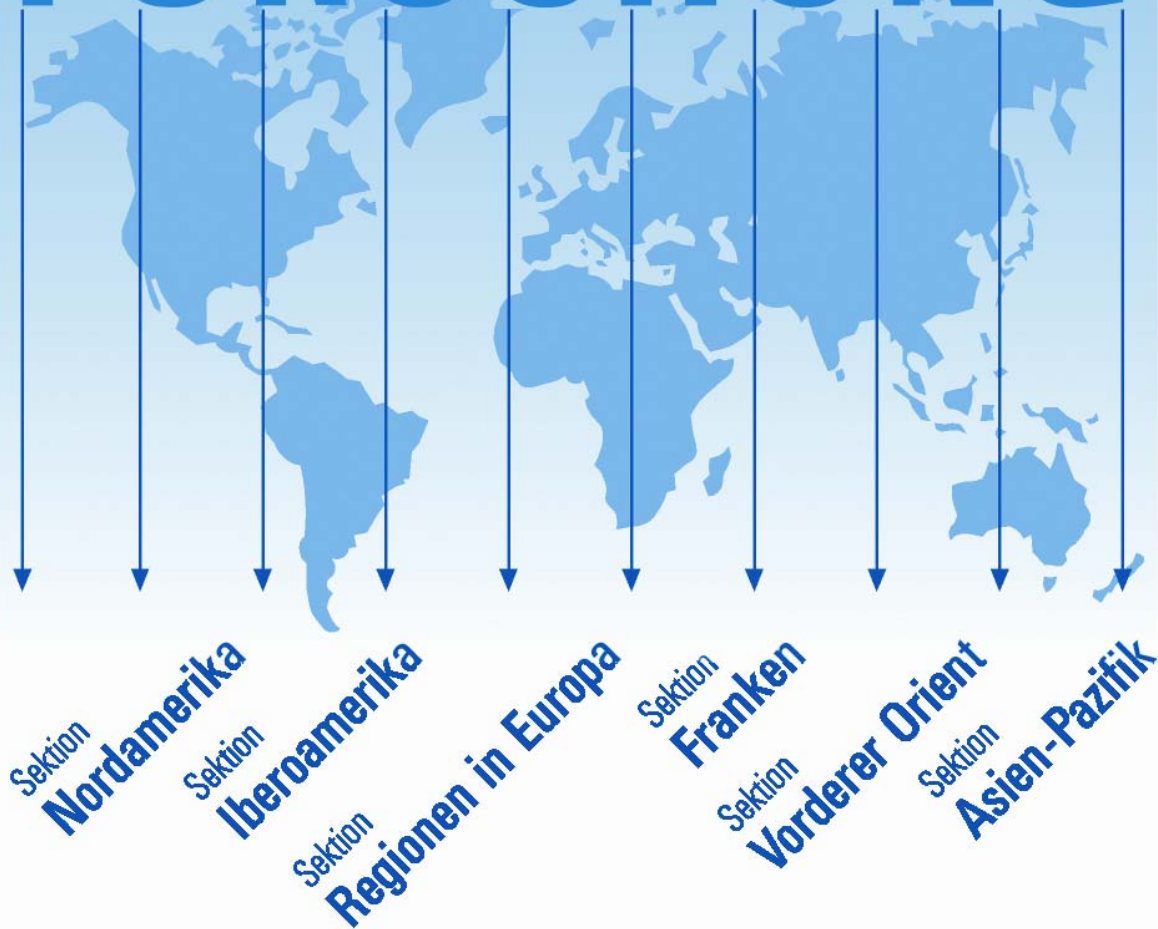 Sektion
Nordamerika
Sektion
Iberoamerika
Sektion
Regionen in Europa
Sektion
Franken
Sektion
Vorderer Orient
Sektion
Asien-Pazifik